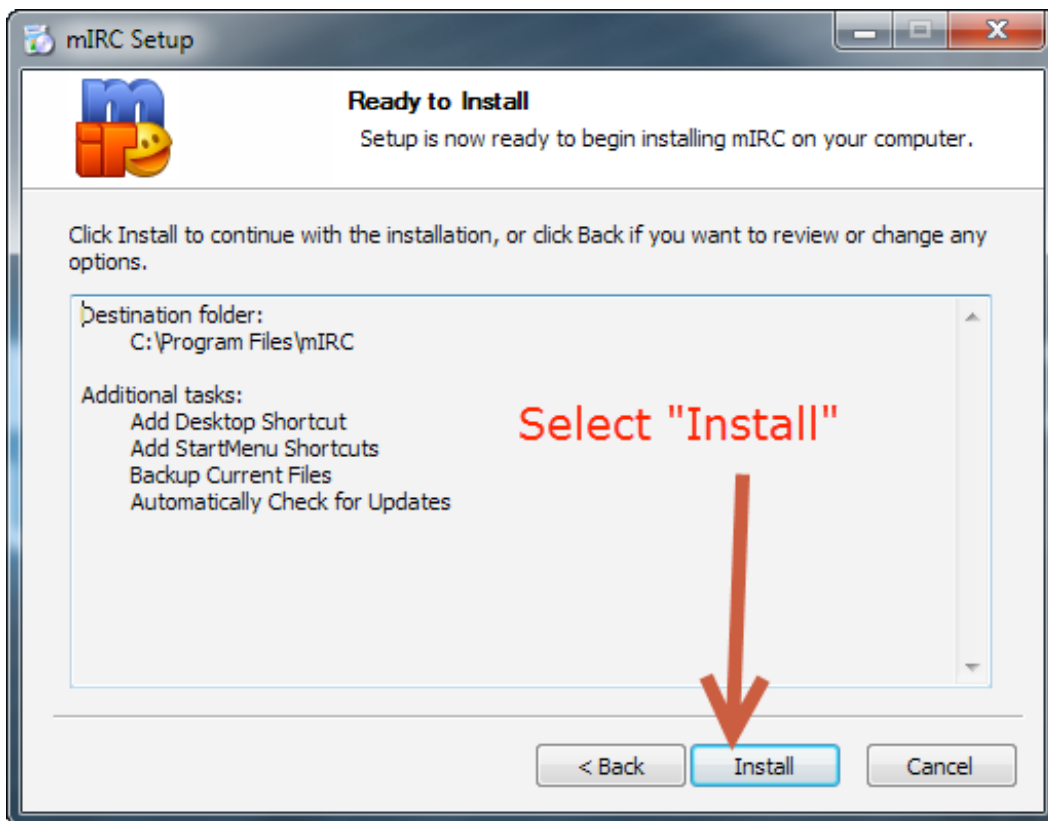 mIRC Setup
X
mirc
Ready to Install
Setup is now ready to begin installing mIRC on your computer.
Click Install to continue with the installation, or click Back if you want to review or change any
options.
Destination folder:
C:\Program Files\mIRC
Additional tasks:
Add Desktop Shortcut
Add StartMenu Shortcuts
Backup Current Files
Automatically Check for Updates
Select "Install"
< Back
Install
Cancel